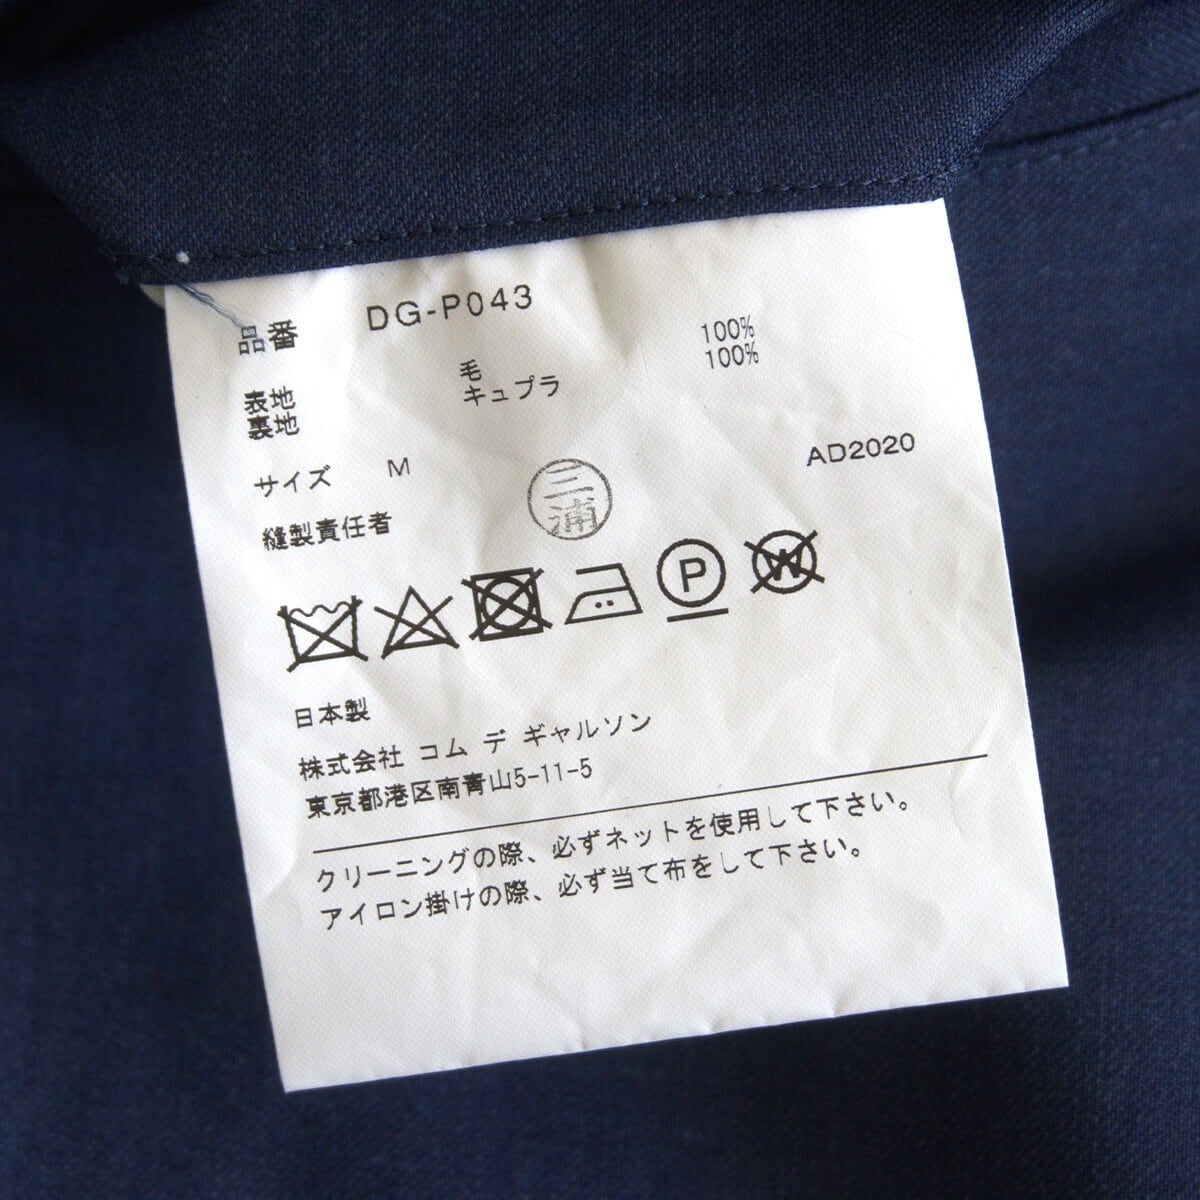 品番 DG-P043
表地 毛 100%
裏地 キュプラ 100%
サイズ M AD2020
縫製責任者 三浦
P
W
日本製
株式会社 コム デ ギャルソン
東京都港区南青山5-11-5
クリーニングの際、必ずネットを使用して下さい。
アイロン掛けの際、必ず当て布をして下さい。